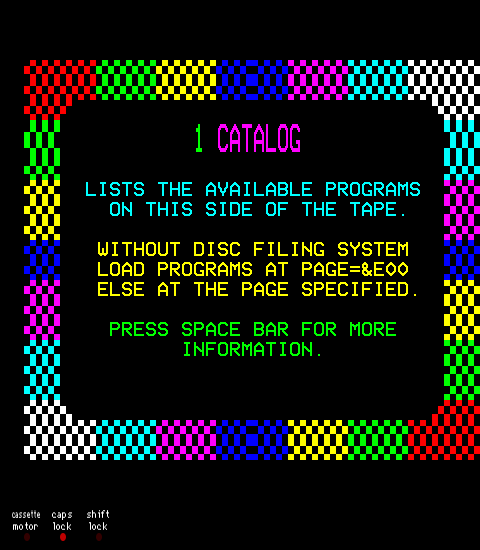 1 CATALOG
LISTS THE AVAILABLE PROGRAMS
ON THIS SIDE OF THE TAPE.
WITHOUT DISC FILING SYSTEM
LOAD PROGRAMS AT PAGE=&E00
ELSE AT THE PAGE SPECIFIED.
PRESS SPACE BAR FOR MORE
INFORMATION.
cassette motor
caps lock
shift lock